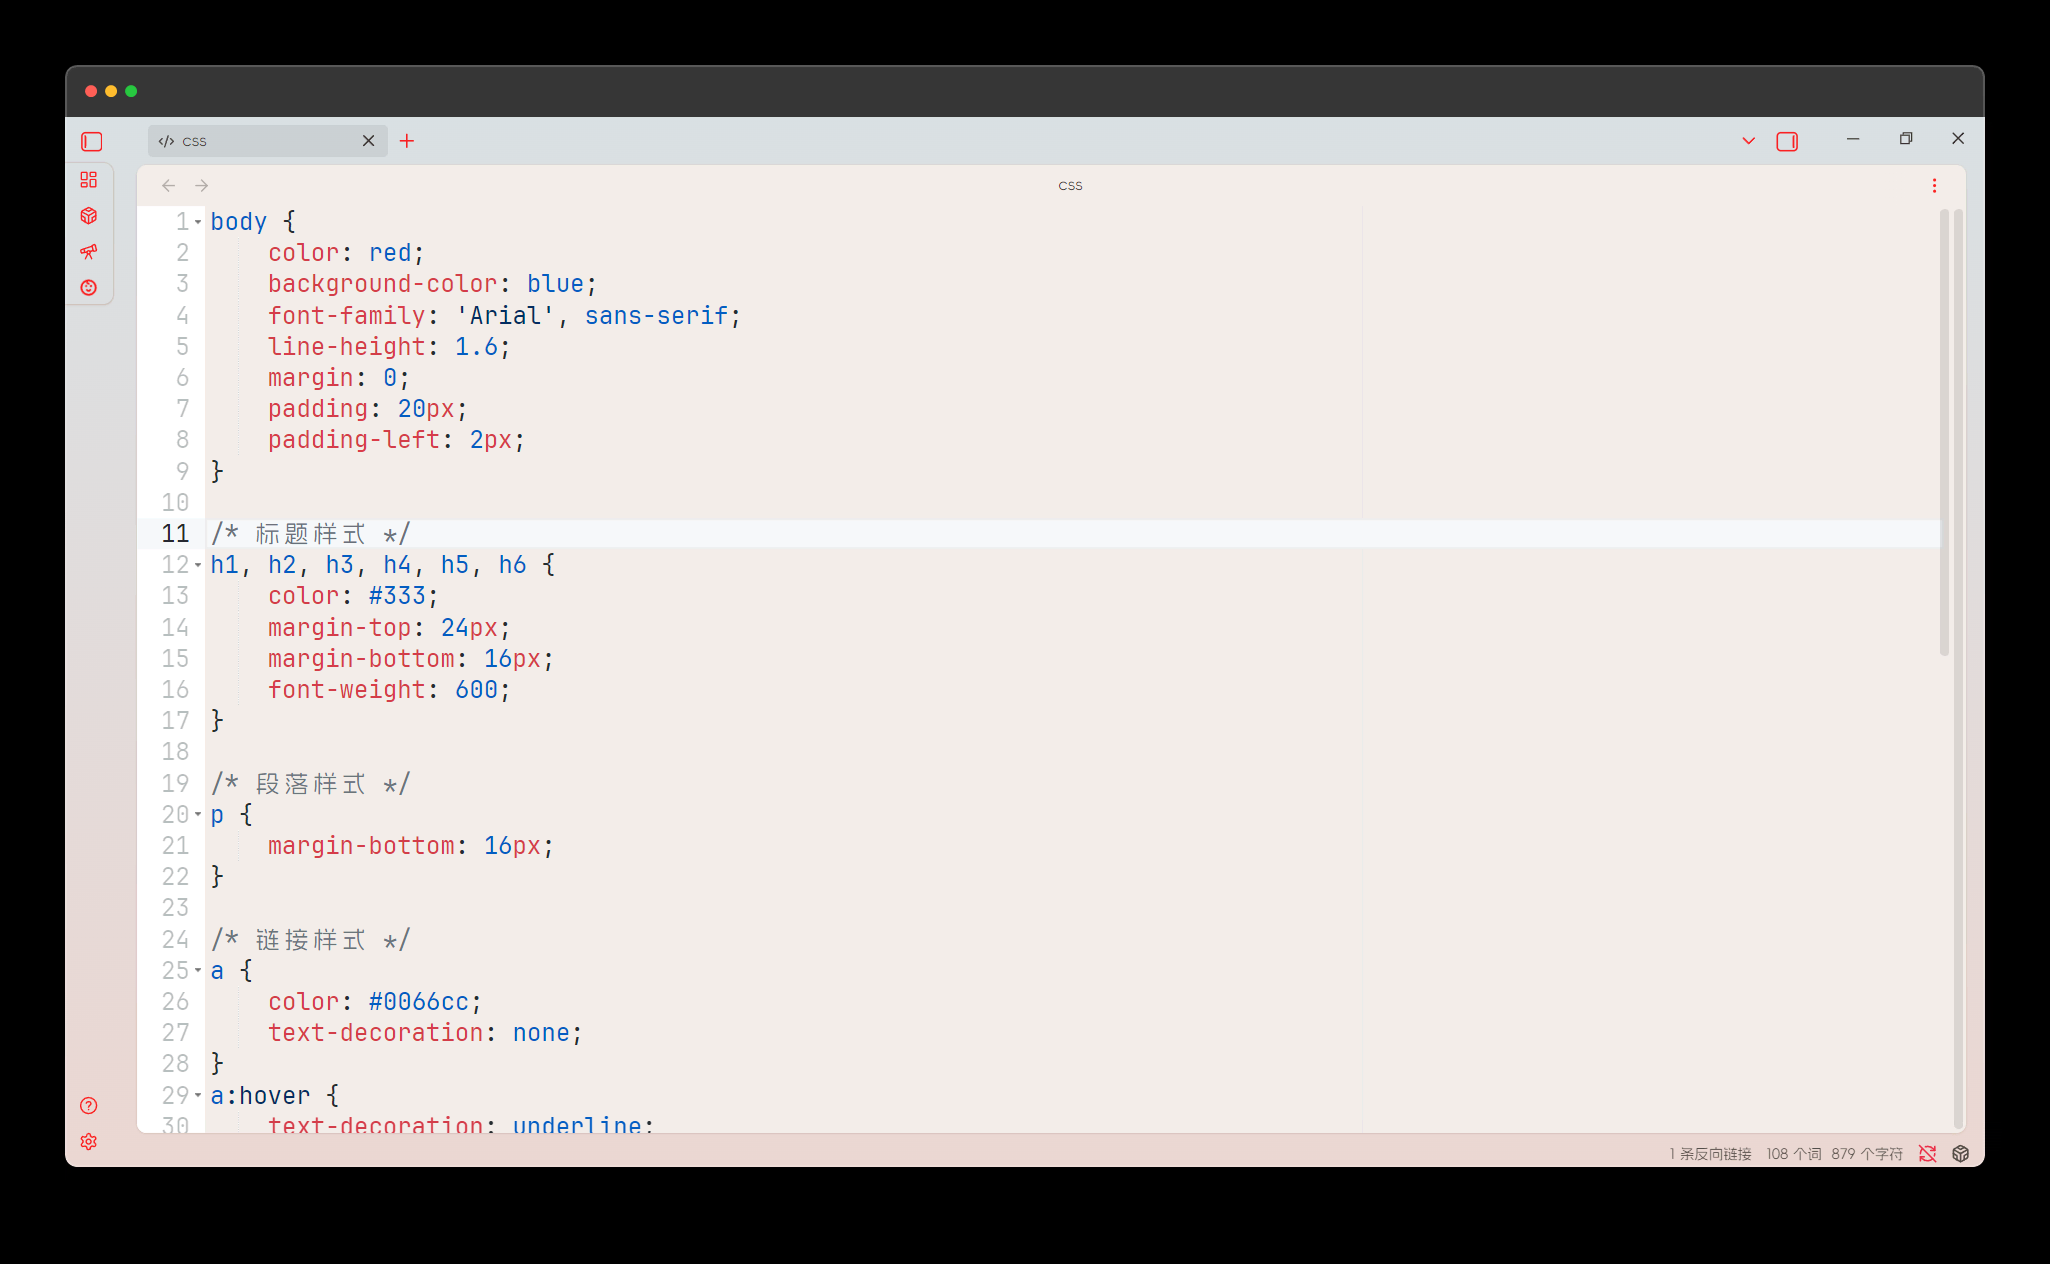 css
css
1 body {
2     color: red;
3     background-color: blue;
4     font-family: 'Arial', sans-serif;
5     line-height: 1.6;
6     margin: 0;
7     padding: 20px;
8     padding-left: 2px;
9 }
10
11 /* 标题样式 */
12 h1, h2, h3, h4, h5, h6 {
13     color: #333;
14     margin-top: 24px;
15     margin-bottom: 16px;
16     font-weight: 600;
17 }
18
19 /* 段落样式 */
20 p {
21     margin-bottom: 16px;
22 }
23
24 /* 链接样式 */
25 a {
26     color: #0066cc;
27     text-decoration: none;
28 }
29 a:hover {
30     text-decoration: underline;
1 条反向链接 108 个词 879 个字符